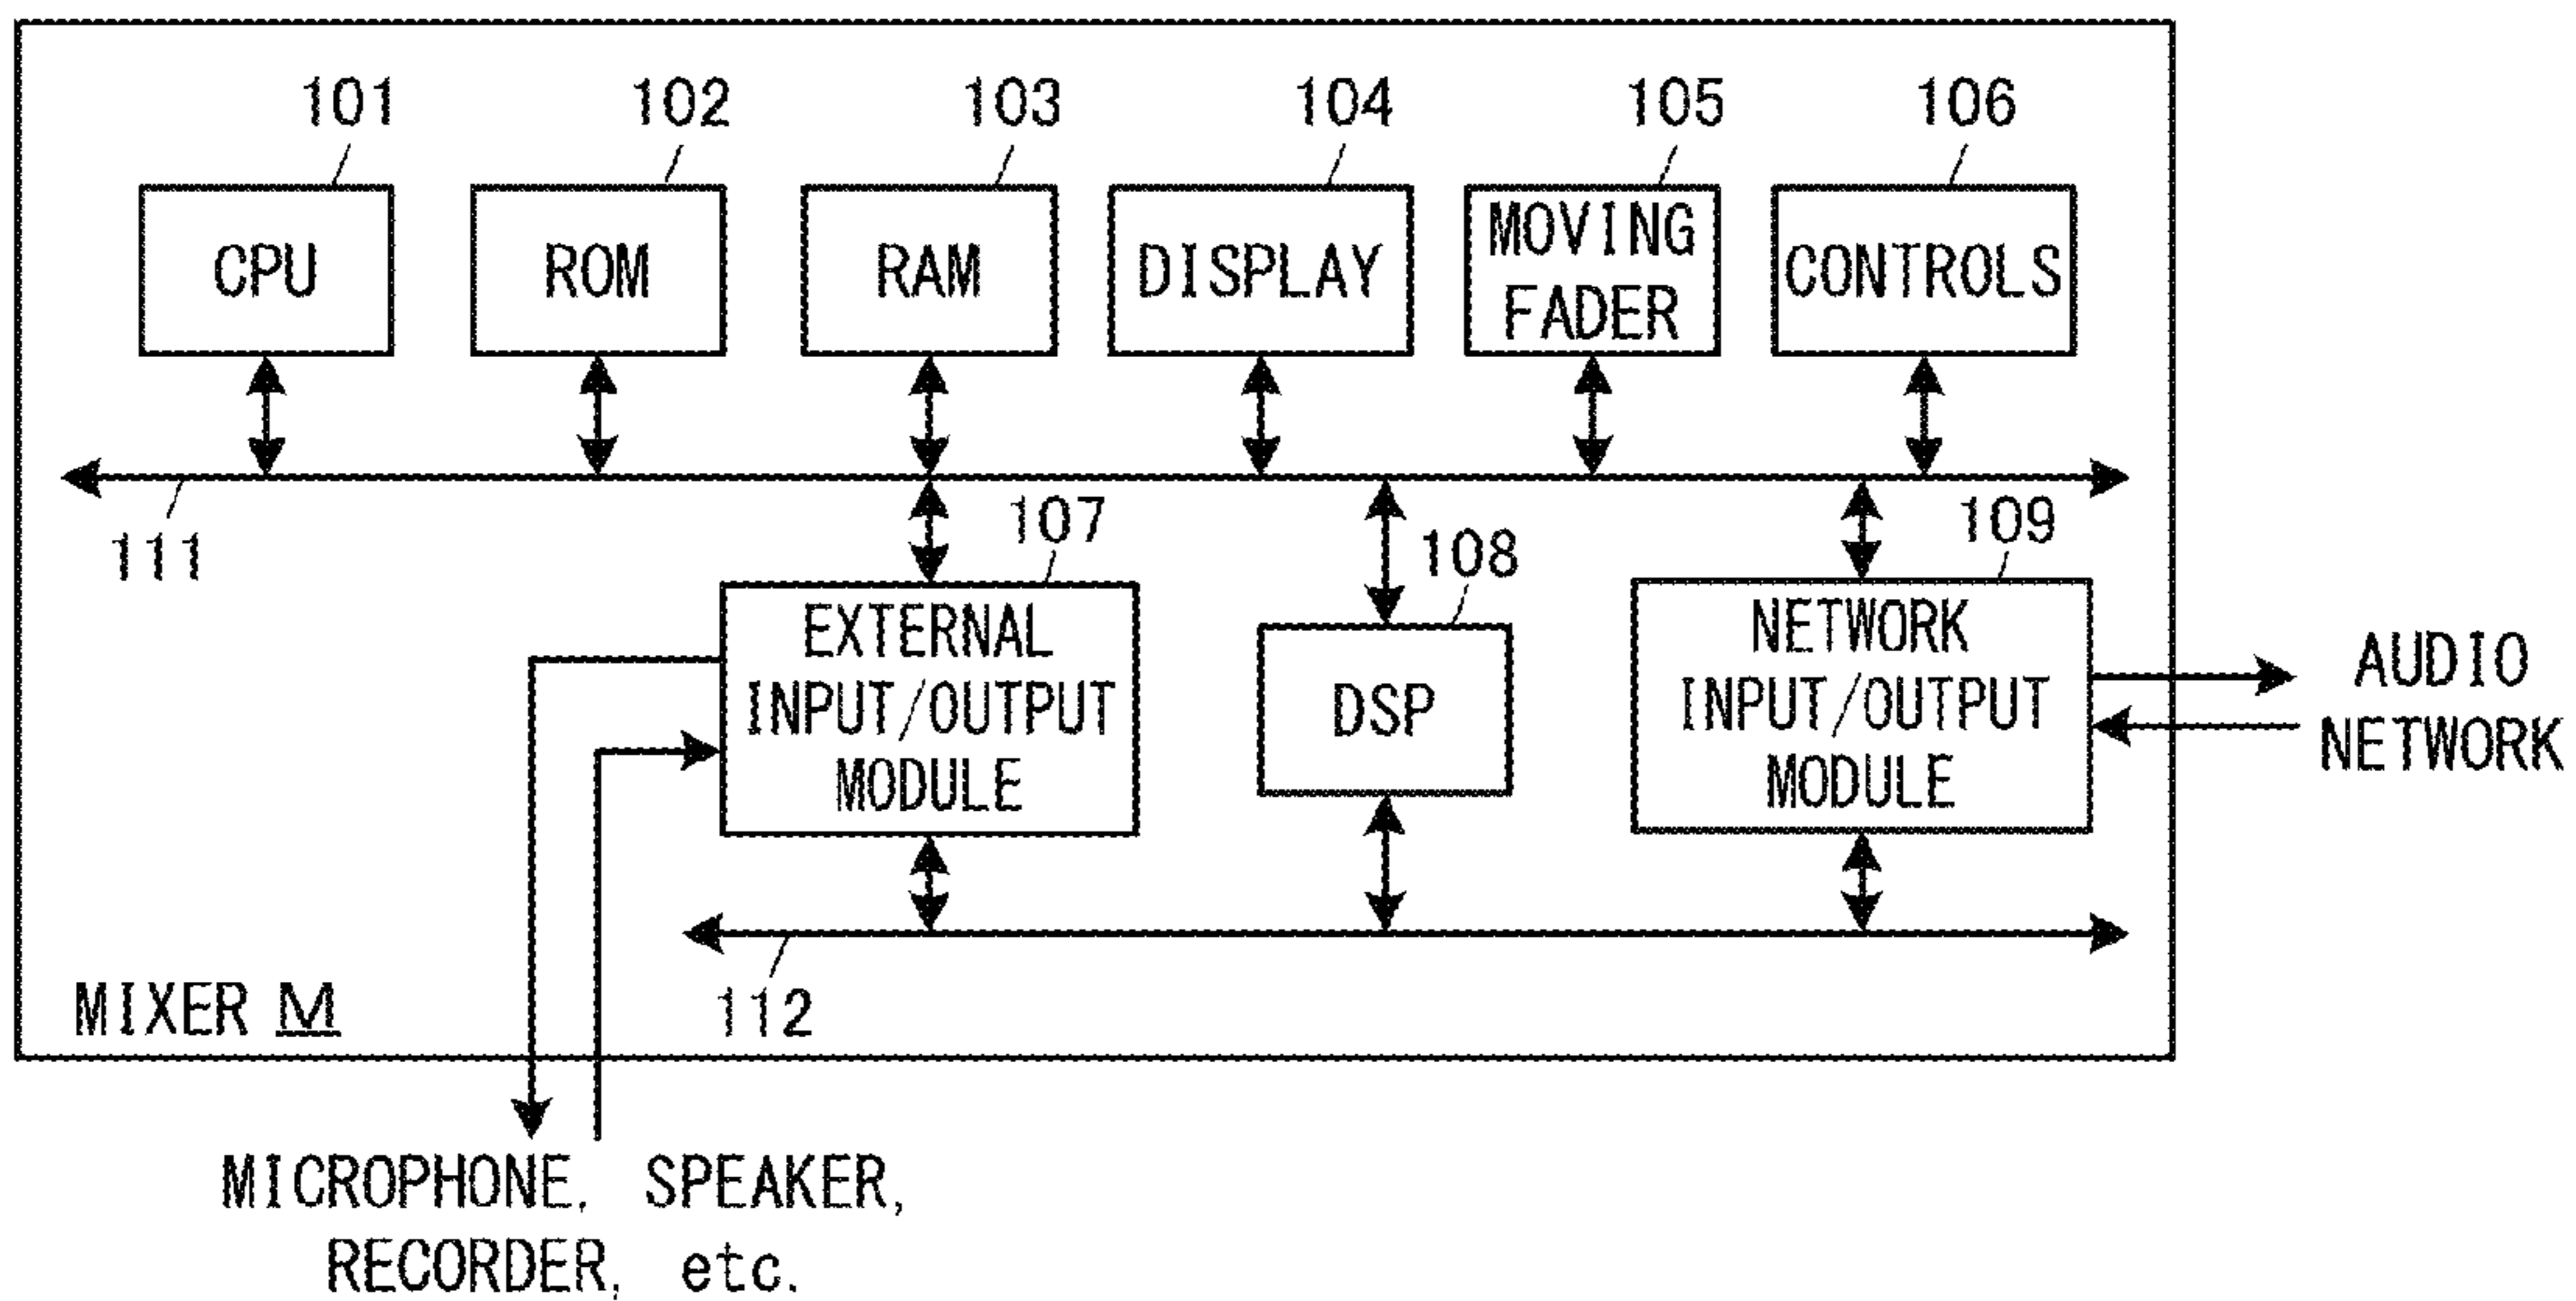 101 102 103 104 105 106
CPU ROM RAM DISPLAY MOVING FADER CONTROLS
111
107
108
109
EXTERNAL
INPUT/OUTPUT
MODULE
DSP
NETWORK
INPUT/OUTPUT
MODULE
AUDIO
NETWORK
112
MIXER M
MICROPHONE, SPEAKER,
RECORDER, etc.